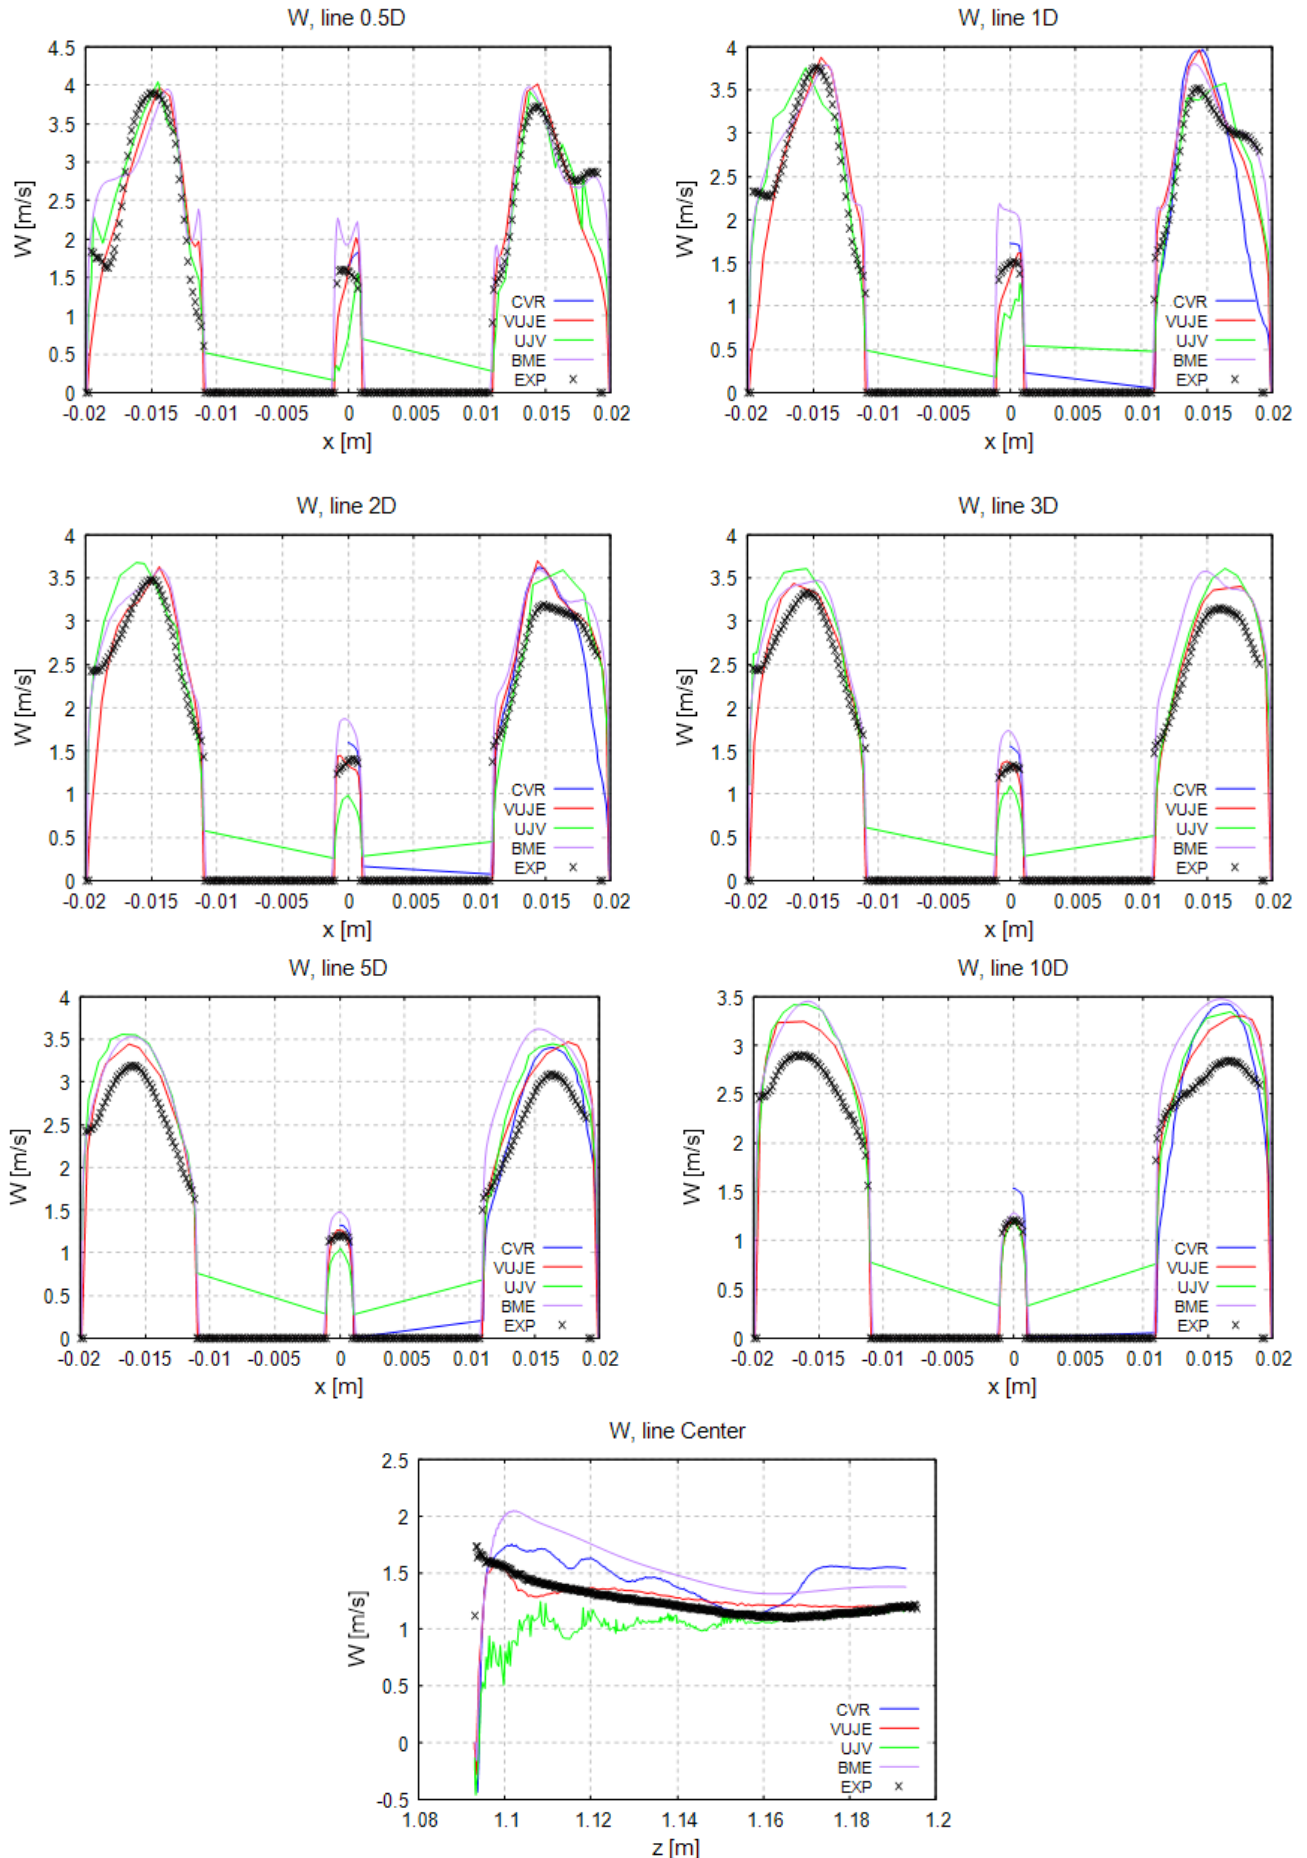 W, line 0.5D
4.5
4
3.5
3
2.5
2
1.5
1
0.5
0
W [m/s]
-0.02 -0.015 -0.01 -0.005 0 0.005 0.01 0.015 0.02
x [m]
CVR
VUJE
UJV
BME
EXP
W, line 1D
4
3.5
3
2.5
2
1.5
1
0.5
0
W [m/s]
-0.02 -0.015 -0.01 -0.005 0 0.005 0.01 0.015 0.02
x [m]
CVR
VUJE
UJV
BME
EXP
W, line 2D
4
3.5
3
2.5
2
1.5
1
0.5
0
W [m/s]
-0.02 -0.015 -0.01 -0.005 0 0.005 0.01 0.015 0.02
x [m]
CVR
VUJE
UJV
BME
EXP
W, line 3D
4
3.5
3
2.5
2
1.5
1
0.5
0
W [m/s]
-0.02 -0.015 -0.01 -0.005 0 0.005 0.01 0.015 0.02
x [m]
CVR
VUJE
UJV
BME
EXP
W, line 5D
4
3.5
3
2.5
2
1.5
1
0.5
0
W [m/s]
-0.02 -0.015 -0.01 -0.005 0 0.005 0.01 0.015 0.02
x [m]
CVR
VUJE
UJV
BME
EXP
W, line 10D
3.5
3
2.5
2
1.5
1
0.5
0
W [m/s]
-0.02 -0.015 -0.01 -0.005 0 0.005 0.01 0.015 0.02
x [m]
CVR
VUJE
UJV
BME
EXP
W, line Center
2.5
2
1.5
1
0.5
0
-0.5
W [m/s]
1.08 1.1 1.12 1.14 1.16 1.18 1.2
z [m]
CVR
VUJE
UJV
BME
EXP